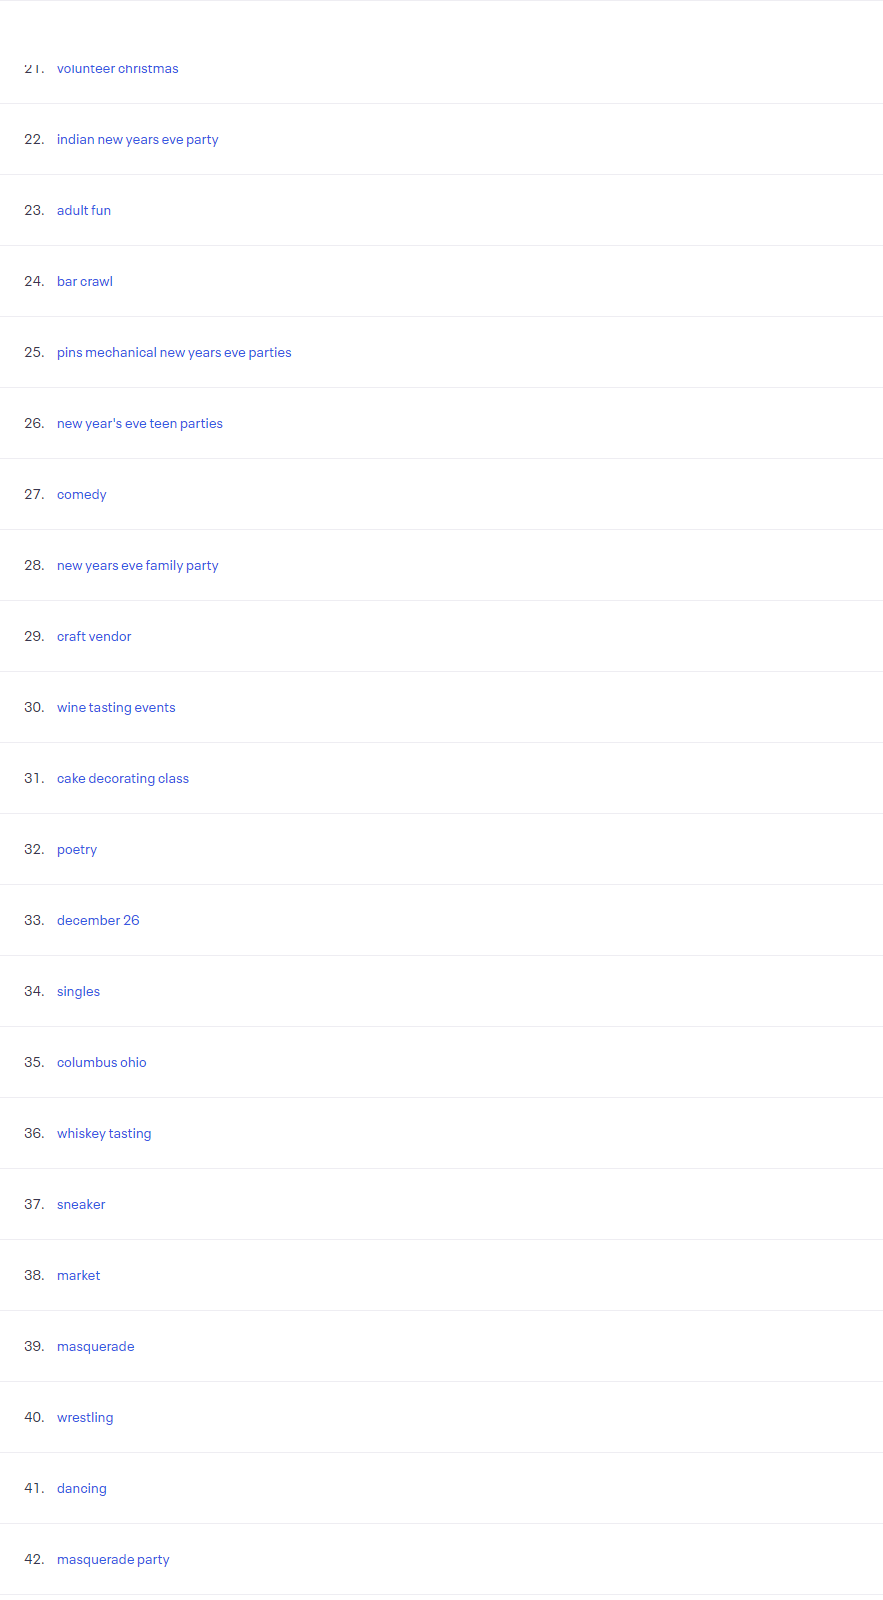 21. volunteer christmas
22. indian new years eve party
23. adult fun
24. bar crawl
25. pins mechanical new years eve parties
26. new year's eve teen parties
27. comedy
28. new years eve family party
29. craft vendor
30. wine tasting events
31. cake decorating class
32. poetry
33. december 26
34. singles
35. columbus ohio
36. whiskey tasting
37. sneaker
38. market
39. masquerade
40. wrestling
41. dancing
42. masquerade party